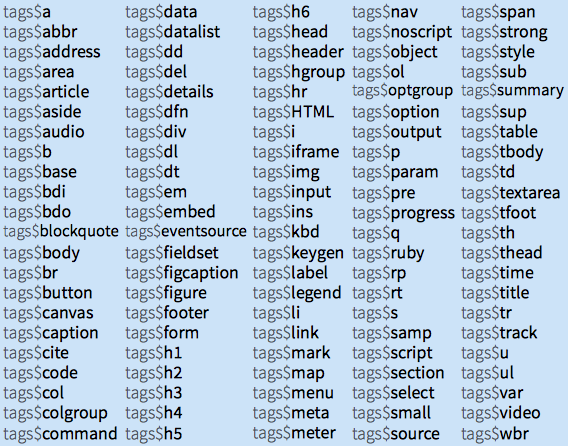 tags$a
tags$abbr
tags$address
tags$area
tags$article
tags$aside
tags$audio
tags$b
tags$base
tags$bdi
tags$bdo
tags$blockquote
tags$body
tags$br
tags$button
tags$canvas
tags$caption
tags$cite
tags$code
tags$col
tags$colgroup
tags$command
tags$data
tags$datalist
tags$dd
tags$del
tags$details
tags$dfn
tags$div
tags$dl
tags$dt
tags$em
tags$embed
tags$eventsource
tags$fieldset
tags$figcaption
tags$figure
tags$footer
tags$form
tags$h1
tags$h2
tags$h3
tags$h4
tags$h5
tags$h6
tags$head
tags$header
tags$hgroup
tags$hr
tags$HTML
tags$i
tags$iframe
tags$img
tags$input
tags$ins
tags$kbd
tags$keygen
tags$label
tags$legend
tags$li
tags$link
tags$mark
tags$map
tags$menu
tags$meta
tags$meter
tags$nav
tags$noscript
tags$object
tags$ol
tags$optgroup
tags$option
tags$output
tags$p
tags$param
tags$pre
tags$progress
tags$q
tags$ruby
tags$rp
tags$rt
tags$s
tags$samp
tags$script
tags$section
tags$select
tags$small
tags$source
tags$span
tags$strong
tags$style
tags$sub
tags$summary
tags$sup
tags$table
tags$tbody
tags$td
tags$textarea
tags$tfoot
tags$th
tags$thead
tags$time
tags$title
tags$tr
tags$track
tags$u
tags$ul
tags$var
tags$video
tags$wbr